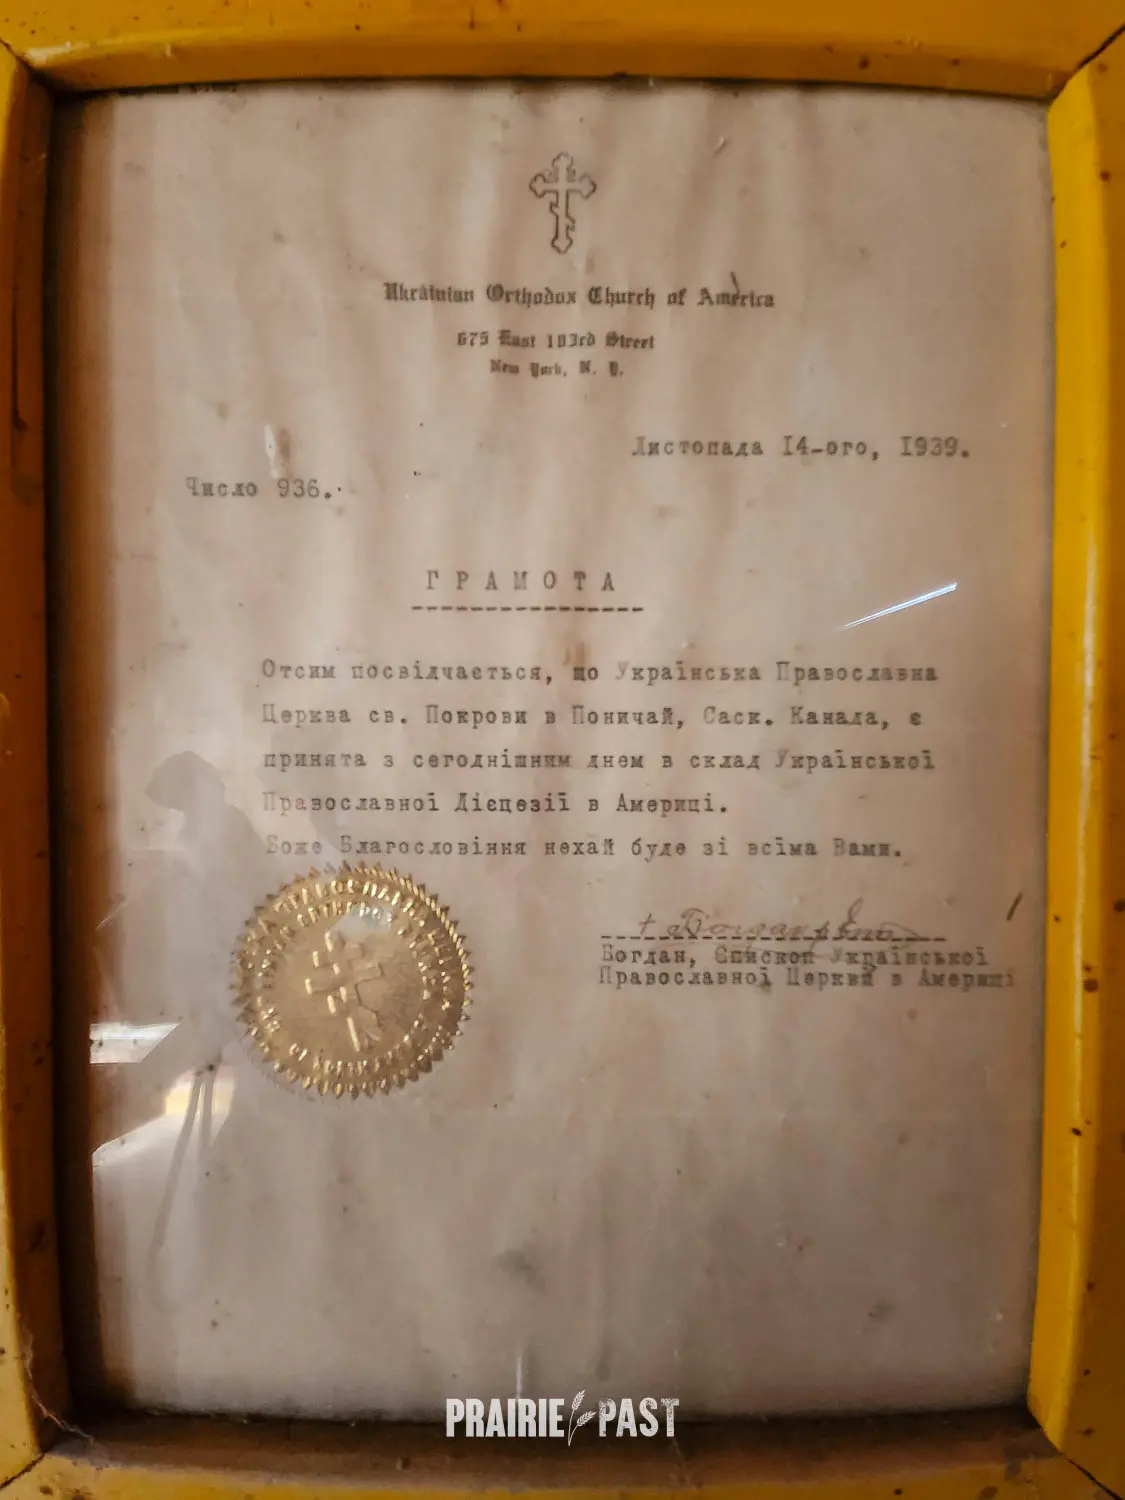 Ukrainian Orthodox Church of America
675 East 183rd Street
New York, N. Y.
Листопада 14-ого, 1939.
Число 936.
ГРАМОТА
Отсим посвідчається, що Українська Православна
Церква св. Покрови в Поничай, Саск. Канада, є
принята з сегоднішним днем в склад Української
Православної Дієцезії в Америці.
Боже Благословіння нехай буде зі всіма Вами.
+ Богдан
Богдан, Єпископ Української
Православної Церкви в Америці
PRAIRIE PAST